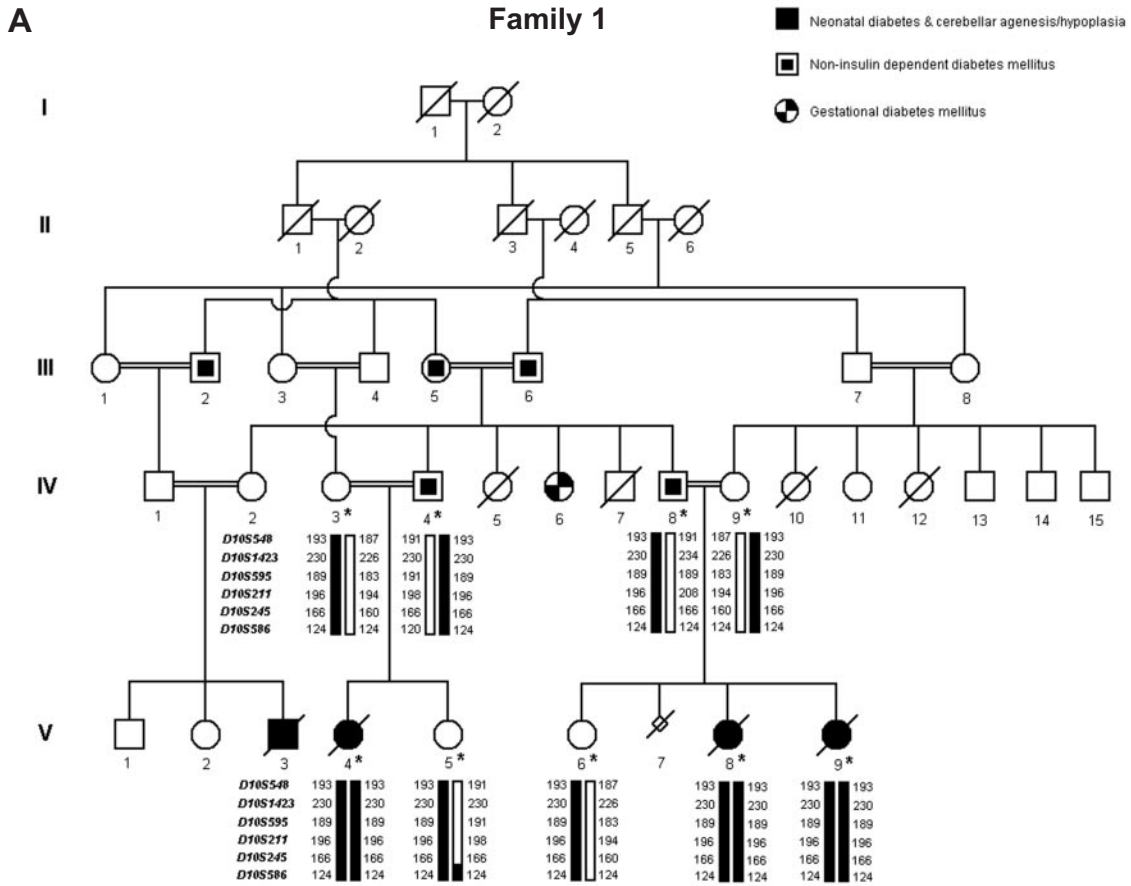 A
Family 1
Neonatal diabetes & cerebellar agenesis/hypoplasia
Non-insulin dependent diabetes mellitus
Gestational diabetes mellitus
I
1 2
II
1 2 3 4 5 6
III
1 2 3 4 5 6 7 8
IV
1 2 3* 4* 5 6 7 8* 9* 10 11 12 13 14 15
D10S548 193 187 191 193 193 191 187 193
D10S1423 230 226 230 230 230 234 226 230
D10S595 189 183 191 189 189 189 183 189
D10S211 196 194 198 196 196 208 194 196
D10S245 166 160 166 166 166 166 160 166
D10S586 124 124 120 124 124 124 124 124
V
1 2 3 4* 5* 6* 7 8* 9*
D10S548 193 193 193 191 193 187 193 193 193 193
D10S1423 230 230 230 230 230 226 230 230 230 230
D10S595 189 189 189 191 189 183 189 189 189 189
D10S211 196 196 196 198 196 194 196 196 196 196
D10S245 166 166 166 166 166 160 166 166 166 166
D10S586 124 124 124 124 124 124 124 124 124 124